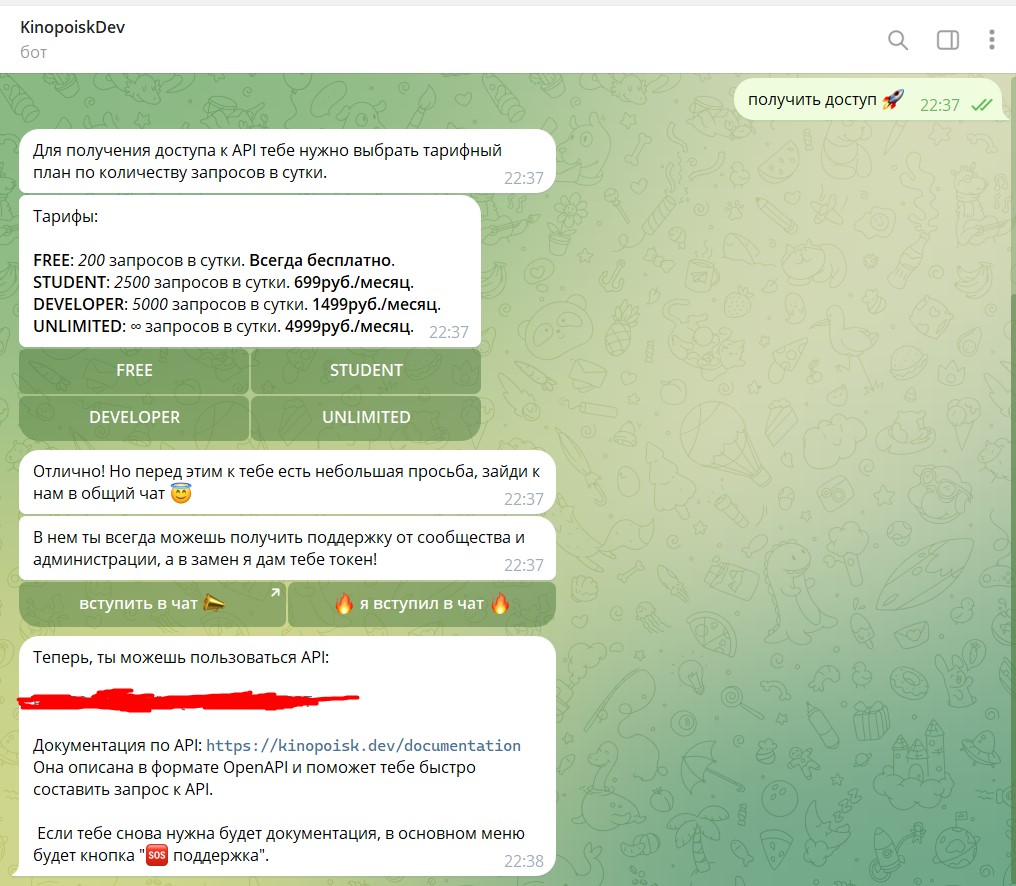 KinopoiskDev
бот
получить доступ 🚀 22:37
Для получения доступа к API тебе нужно выбрать тарифный
план по количеству запросов в сутки.
22:37
Тарифы:
FREE: 200 запросов в сутки. Всегда бесплатно.
STUDENT: 2500 запросов в сутки. 699руб./месяц.
DEVELOPER: 5000 запросов в сутки. 1499руб./месяц.
UNLIMITED: ∞ запросов в сутки. 4999руб./месяц.
22:37
FREE
STUDENT
DEVELOPER
UNLIMITED
Отлично! Но перед этим к тебе есть небольшая просьба, зайди к
нам в общий чат 😇
22:37
В нем ты всегда можешь получить поддержку от сообщества и
администрации, а в замен я дам тебе токен!
22:37
вступить в чат 📣
🔥 я вступил в чат 🔥
Теперь, ты можешь пользоваться API:
Документация по API: https://kinopoisk.dev/documentation
Она описана в формате OpenAPI и поможет тебе быстро
составить запрос к API.
Если тебе снова нужна будет документация, в основном меню
будет кнопка "🆘 поддержка".
22:38